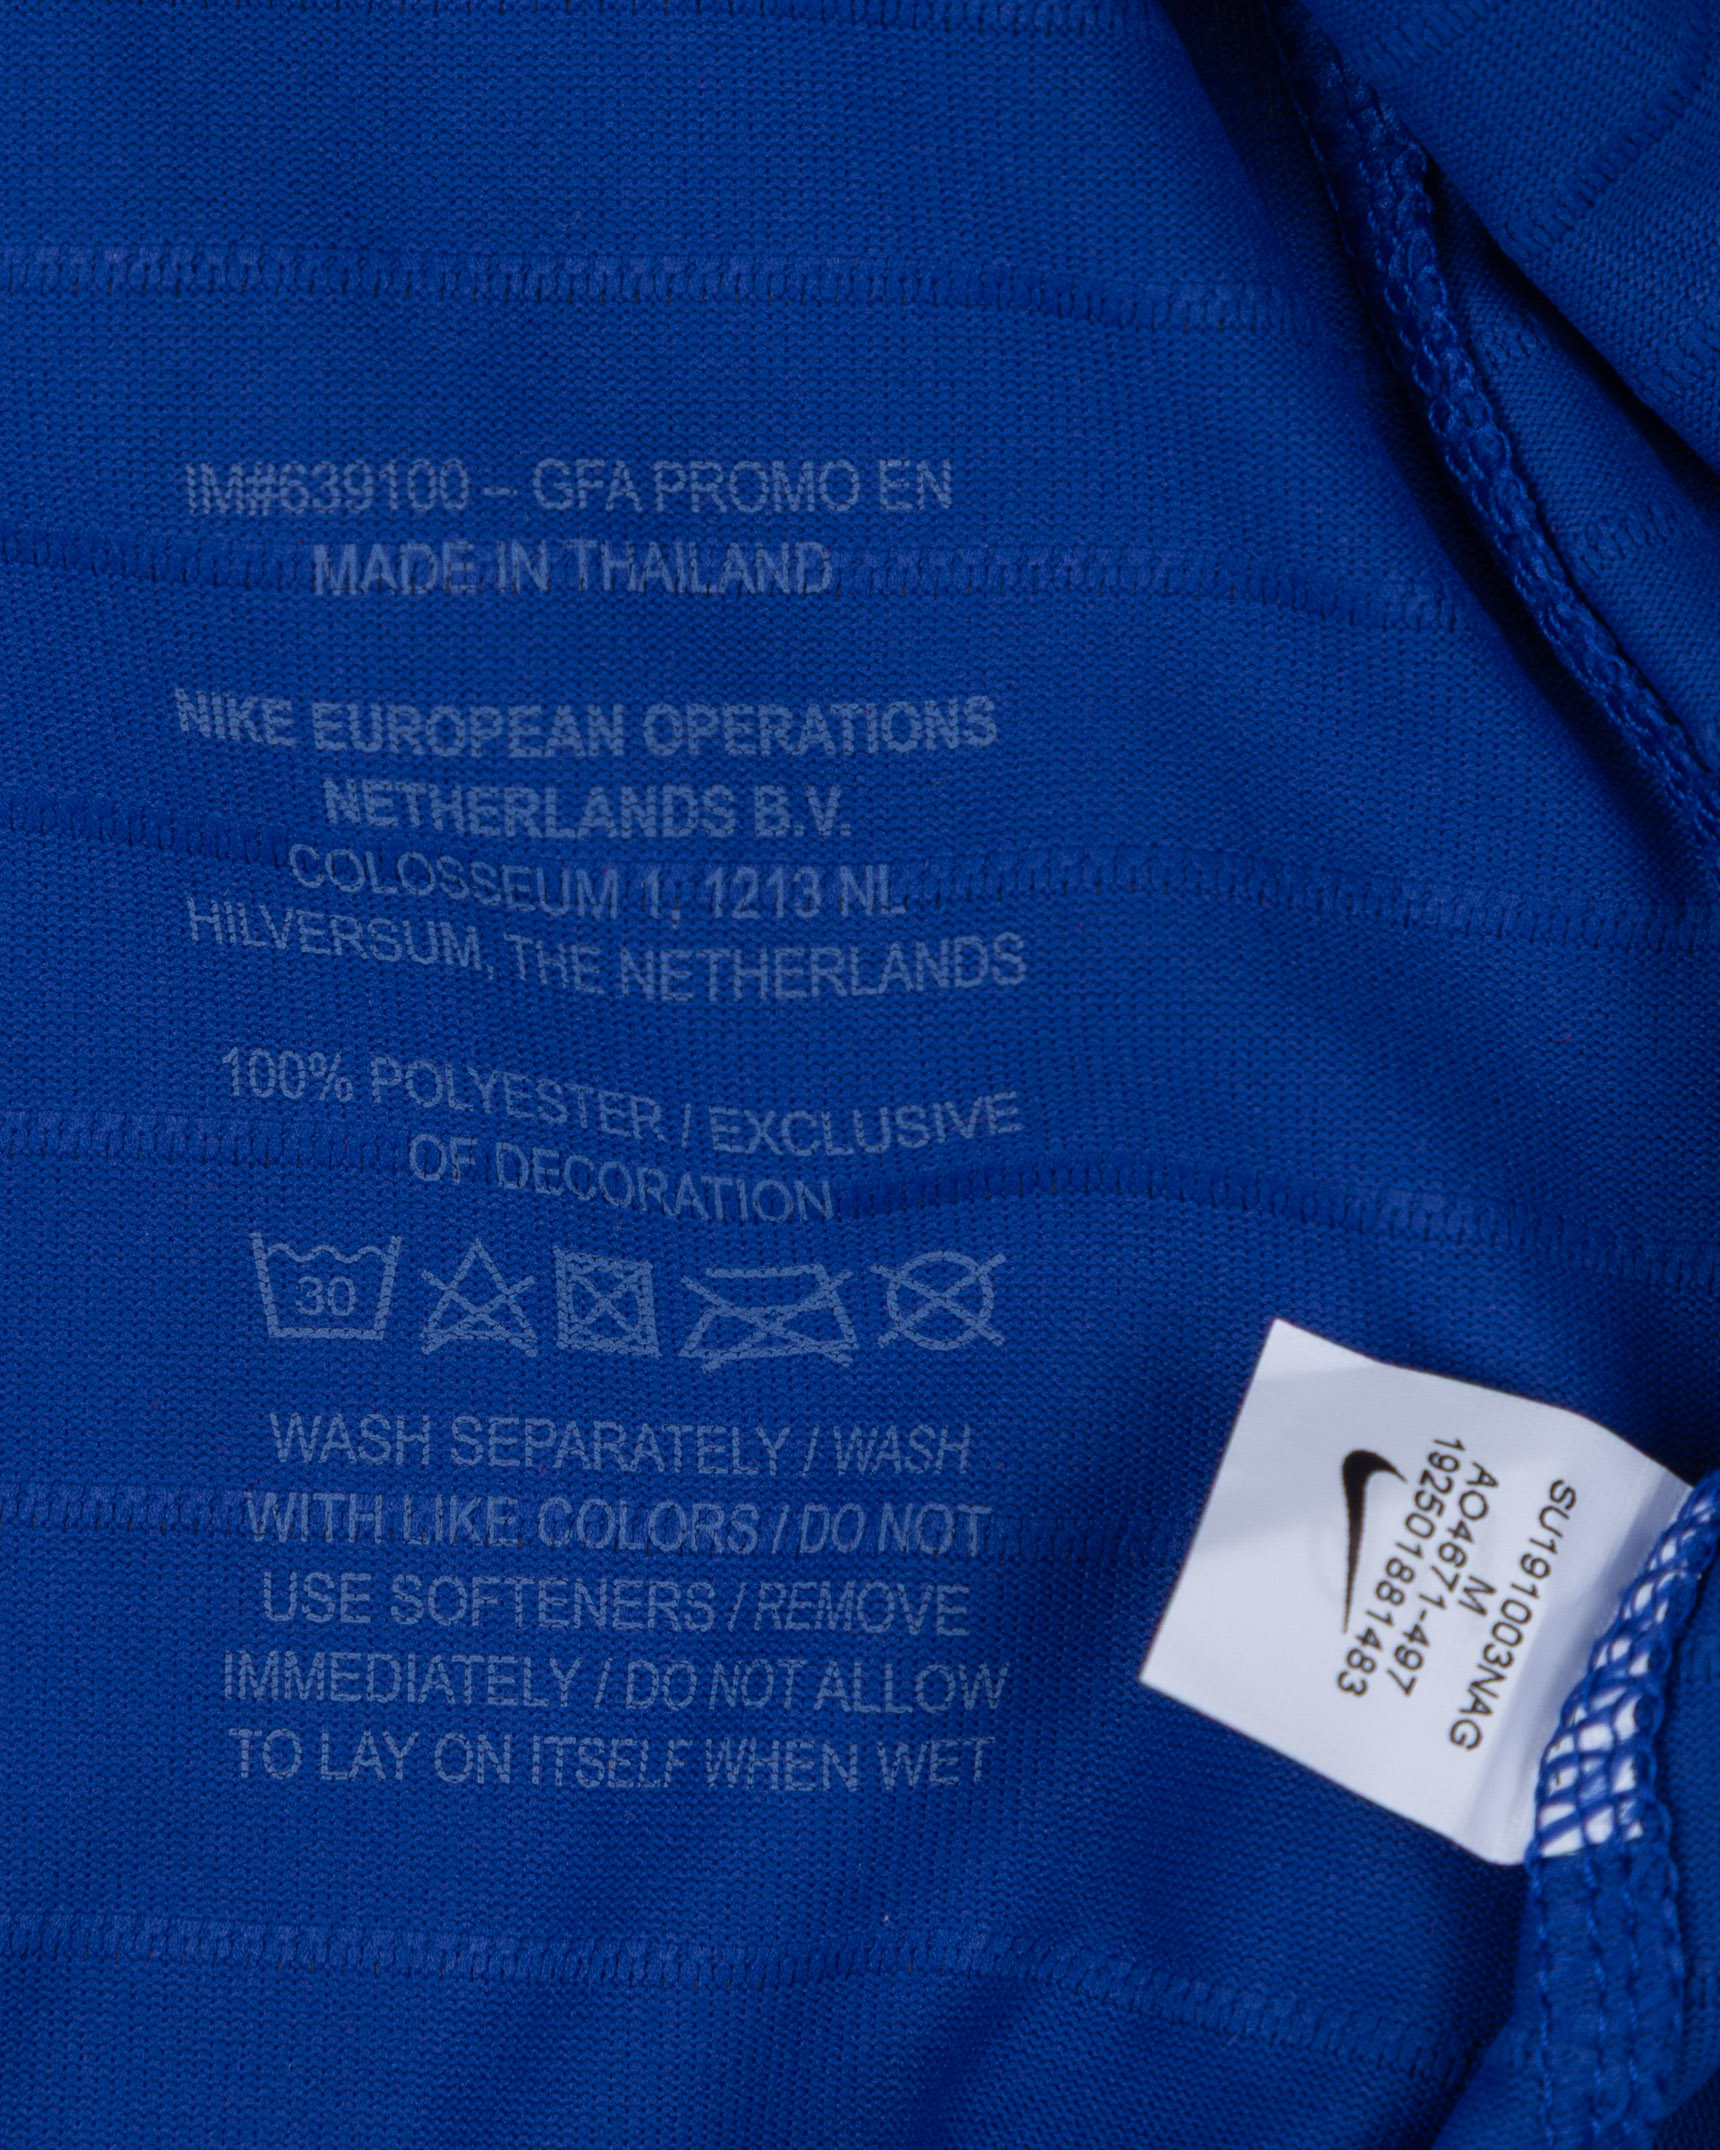 IM#639100 – GFA PROMO EN
MADE IN THAILAND
NIKE EUROPEAN OPERATIONS
NETHERLANDS B.V.
COLOSSEUM 1, 1213 NL
HILVERSUM, THE NETHERLANDS
100% POLYESTER / EXCLUSIVE
OF DECORATION
30
WASH SEPARATELY / WASH
WITH LIKE COLORS / DO NOT
USE SOFTENERS / REMOVE
IMMEDIATELY / DO NOT ALLOW
TO LAY ON ITSELF WHEN WET
SU191003NAG
M
AO4671-497
192501881483